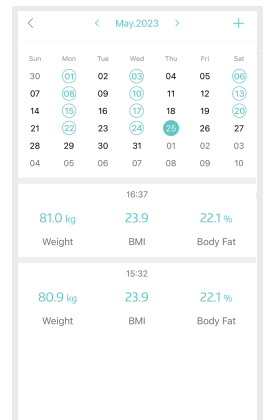 < < May.2023 > +
Sun Mon Tue Wed Thu Fri Sat
30 01 02 03 04 05 06
07 08 09 10 11 12 13
14 15 16 17 18 19 20
21 22 23 24 25 26 27
28 29 30 31 01 02 03
04 05 06 07 08 09 10
16:37
81.0 kg 23.9 22.1 %
Weight BMI Body Fat
15:32
80.9 kg 23.9 22.1 %
Weight BMI Body Fat